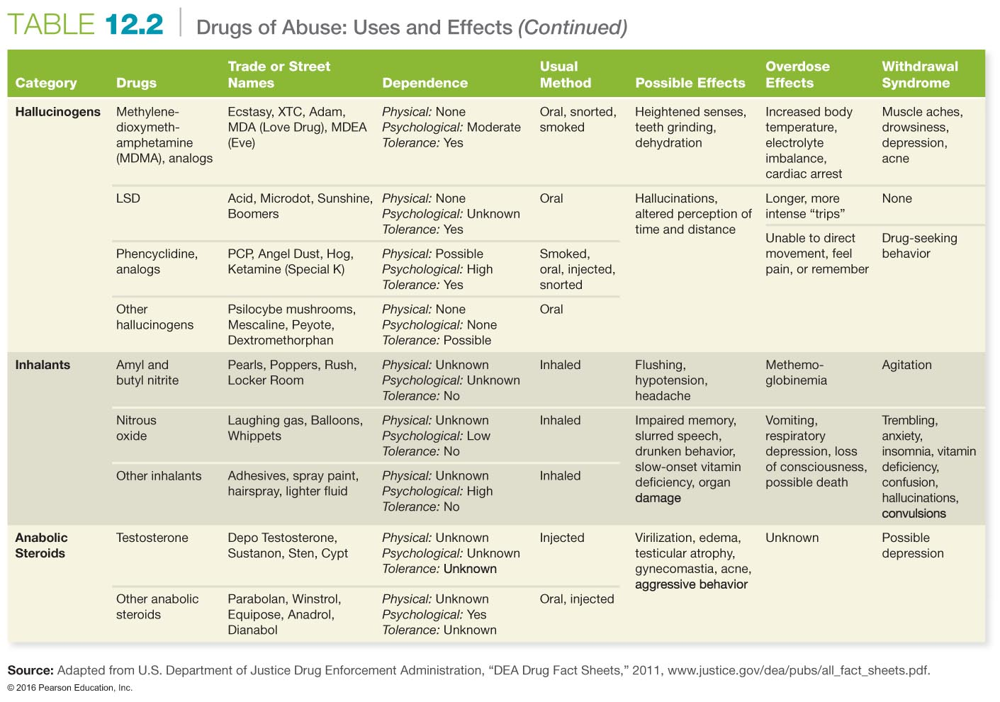 TABLE 12.2 Drugs of Abuse: Uses and Effects (Continued)
Category
Drugs
Trade or Street
Names
Dependence
Usual
Method
Possible Effects
Overdose
Effects
Withdrawal
Syndrome
Hallucinogens
Methylene-
dioxymeth-
amphetamine
(MDMA), analogs
Ecstasy, XTC, Adam,
MDA (Love Drug), MDEA
(Eve)
Physical: None
Psychological: Moderate
Tolerance: Yes
Oral, snorted,
smoked
Heightened senses,
teeth grinding,
dehydration
Increased body
temperature,
electrolyte
imbalance,
cardiac arrest
Muscle aches,
drowsiness,
depression,
acne
LSD
Acid, Microdot, Sunshine,
Boomers
Physical: None
Psychological: Unknown
Tolerance: Yes
Oral
Hallucinations,
altered perception of
time and distance
Longer, more
intense “trips”
None
Phencyclidine,
analogs
PCP, Angel Dust, Hog,
Ketamine (Special K)
Physical: Possible
Psychological: High
Tolerance: Yes
Smoked,
oral, injected,
snorted
Unable to direct
movement, feel
pain, or remember
Drug-seeking
behavior
Other
hallucinogens
Psilocybe mushrooms,
Mescaline, Peyote,
Dextromethorphan
Physical: None
Psychological: None
Tolerance: Possible
Oral
Inhalants
Amyl and
butyl nitrite
Pearls, Poppers, Rush,
Locker Room
Physical: Unknown
Psychological: Unknown
Tolerance: No
Inhaled
Flushing,
hypotension,
headache
Methemo-
globinemia
Agitation
Nitrous
oxide
Laughing gas, Balloons,
Whippets
Physical: Unknown
Psychological: Low
Tolerance: No
Inhaled
Impaired memory,
slurred speech,
drunken behavior,
slow-onset vitamin
deficiency, organ
damage
Vomiting,
respiratory
depression, loss
of consciousness,
possible death
Trembling,
anxiety,
insomnia, vitamin
deficiency,
confusion,
hallucinations,
convulsions
Other inhalants
Adhesives, spray paint,
hairspray, lighter fluid
Physical: Unknown
Psychological: High
Tolerance: No
Inhaled
Anabolic
Steroids
Testosterone
Depo Testosterone,
Sustanon, Sten, Cypt
Physical: Unknown
Psychological: Unknown
Tolerance: Unknown
Injected
Virilization, edema,
testicular atrophy,
gynecomastia, acne,
aggressive behavior
Unknown
Possible
depression
Other anabolic
steroids
Parabolan, Winstrol,
Equipose, Anadrol,
Dianabol
Physical: Unknown
Psychological: Yes
Tolerance: Unknown
Oral, injected
Source: Adapted from U.S. Department of Justice Drug Enforcement Administration, “DEA Drug Fact Sheets,” 2011, www.justice.gov/dea/pubs/all_fact_sheets.pdf.
© 2016 Pearson Education, Inc.